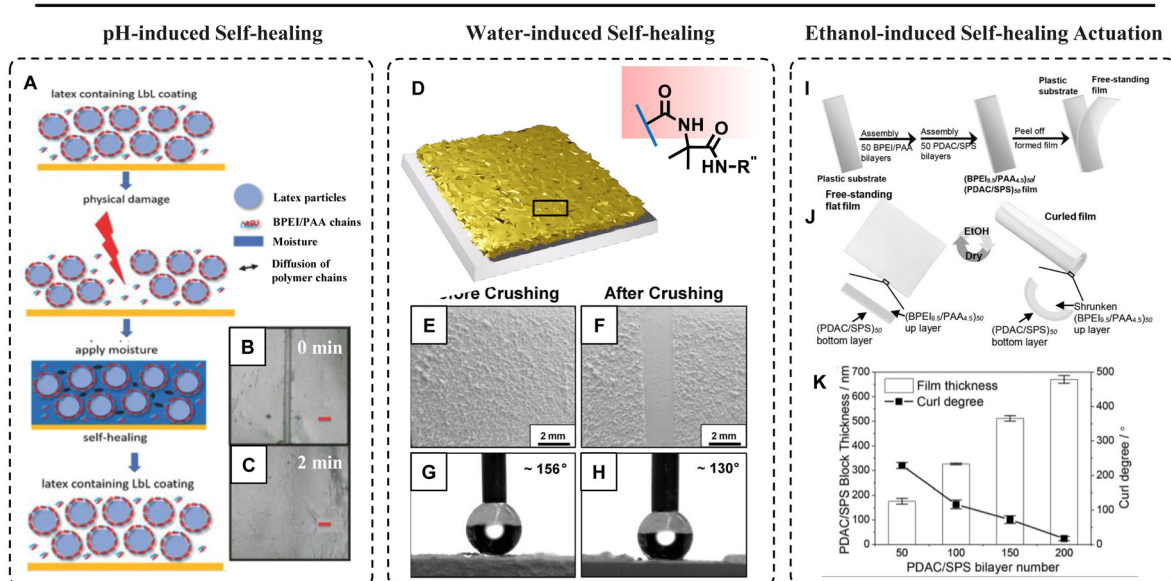 pH-induced Self-healing
Water-induced Self-healing
Ethanol-induced Self-healing Actuation
A
latex containing LbL coating
physical damage
Latex particles
BPEI/PAA chains
Moisture
Diffusion of
polymer chains
apply moisture
self-healing
latex containing LbL coating
B
0 min
C
2 min
D
O
NH
O
HN-R"
Before Crushing
After Crushing
E
2 mm
F
2 mm
G
~ 156°
H
~ 130°
I
Plastic
substrate
Free-standing
film
Assembly
50 BPEI/PAA
bilayers
Assembly
50 PDAC/SPS
bilayers
Peel off
formed film
Plastic substrate
(BPEI9.5/PAA4.5)50/
(PDAC/SPS)50 film
J
Free-standing
flat film
EtOH
Dry
Curled film
(BPEI9.5/PAA4.5)50
up layer
(PDAC/SPS)50
bottom layer
Shrunken
(BPEI9.5/PAA4.5)50
up layer
(PDAC/SPS)50
bottom layer
K
PDAC/SPS Block Thickness / nm
700
600
500
400
300
200
100
0
Film thickness
Curl degree
500
400
300
200
100
0
Curl degree / °
50
100
150
200
PDAC/SPS bilayer number